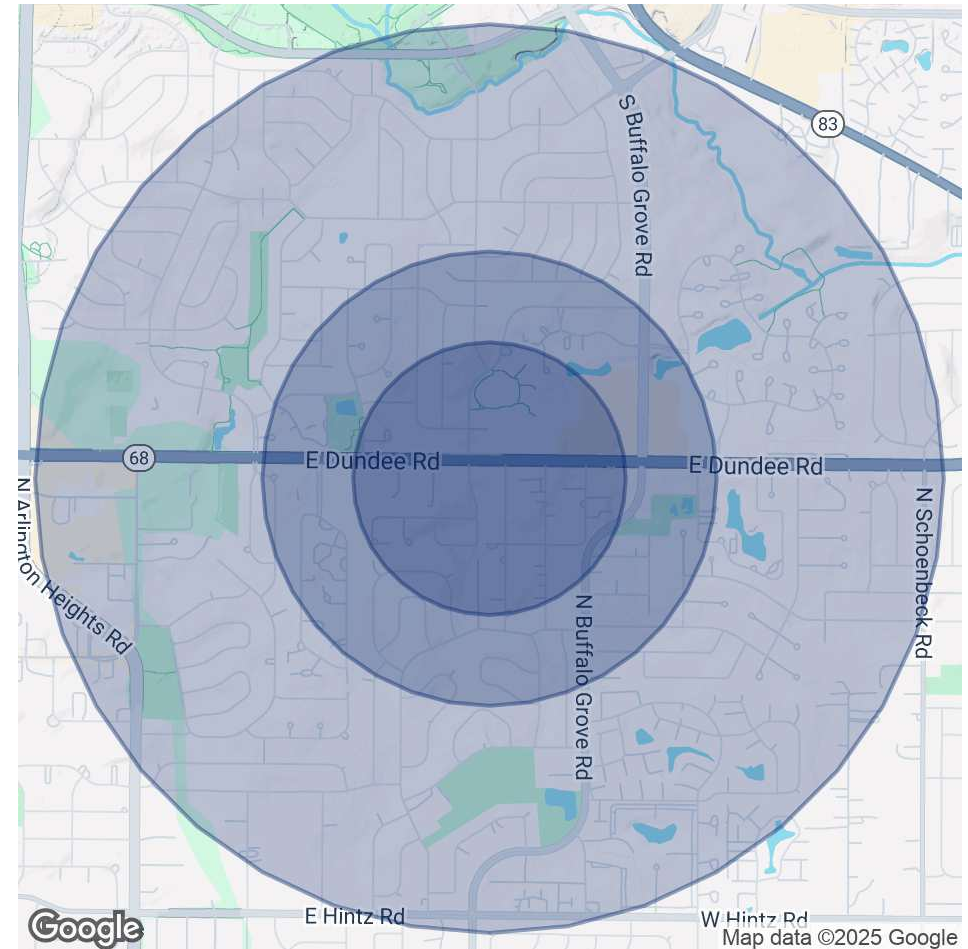 83
S Buffalo Grove Rd
68
E Dundee Rd
E Dundee Rd
N Arlington Heights Rd
N Schoenbeck Rd
N Buffalo Grove Rd
E Hintz Rd
W Hintz Rd
Google
Map data ©2025 Google